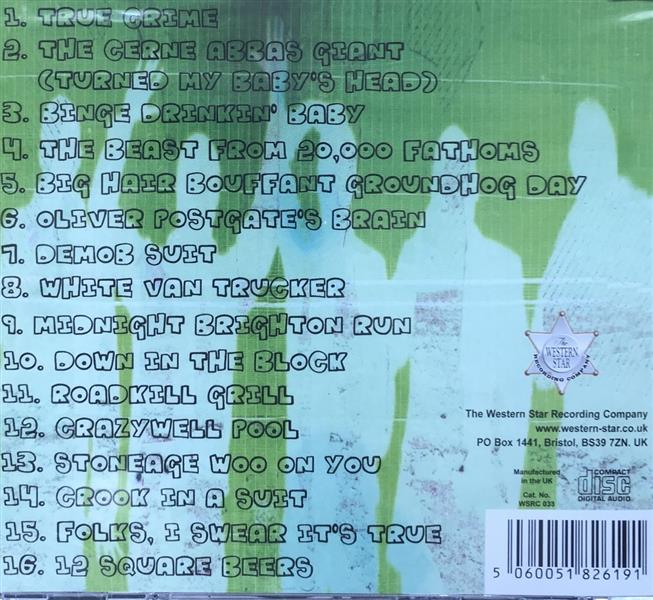 1. TRUE CRIME
2. THE CERNE ABBAS GIANT
(TURNED MY BABY'S HEAD)
3. BINGE DRINKIN' BABY
4. THE BEAST FROM 20,000 FATHOMS
5. BIG HAIR BOUFFANT GROUNDHOG DAY
6. OLIVER POSTGATE'S BRAIN
7. DEMOB SUIT
8. WHITE VAN TRUCKER
9. MIDNIGHT BRIGHTON RUN
10. DOWN IN THE BLOCK
11. ROADKILL GRILL
12. CRAZYWELL POOL
13. STONEAGE WOO ON YOU
14. CROOK IN A SUIT
15. FOLKS, I SWEAR IT'S TRUE
16. 12 SQUARE BEERS
The
WESTERN
STAR
RECORDING COMPANY
The Western Star Recording Company
www.western-star.co.uk
PO Box 1441, Bristol, BS39 7ZN. UK
Manufactured
in the UK
Cat. No.
WSRC 033
COMPACT
disc
DIGITAL AUDIO
5 060051 826191